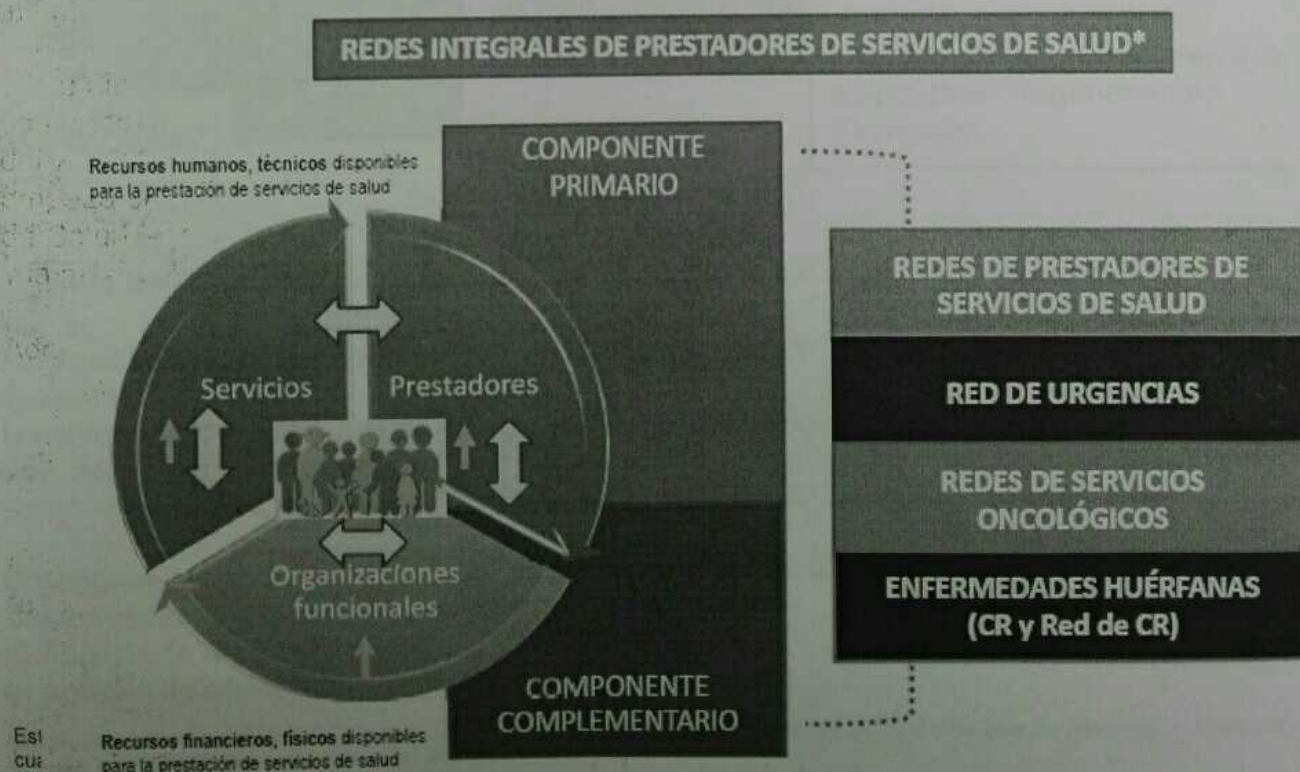 REDES INTEGRALES DE PRESTADORES DE SERVICIOS DE SALUD*
Recursos humanos, técnicos disponibles
para la prestación de servicios de salud
COMPONENTE
PRIMARIO
Servicios
Prestadores
Organizaciones
funcionales
COMPONENTE
COMPLEMENTARIO
Recursos financieros, físicos disponibles
para la prestación de servicios de salud
REDES DE PRESTADORES DE
SERVICIOS DE SALUD
RED DE URGENCIAS
REDES DE SERVICIOS
ONCOLÓGICOS
ENFERMEDADES HUÉRFANAS
(CR y Red de CR)